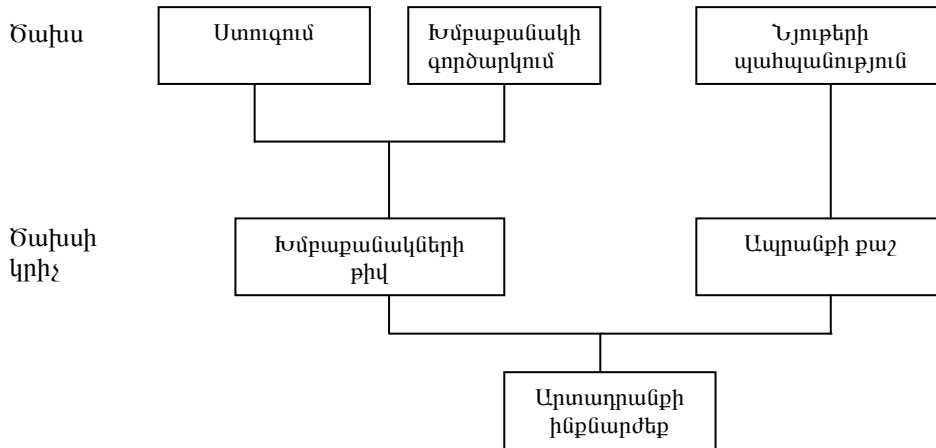 Ծախս
Ստուգում
Խմբաքանակի
գործարկում
Նյութերի
պահպանություն
Ծախսի
կրիչ
Խմբաքանակների
թիվ
Ապրանքի քաշ
Արտադրանքի
ինքնարժեք